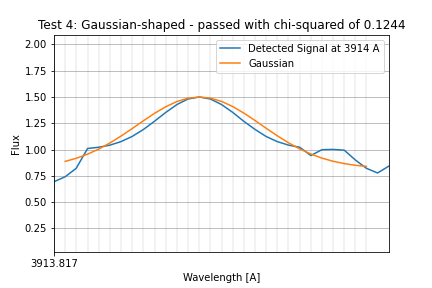 Test 4: Gaussian-shaped - passed with chi-squared of 0.1244
2.00
1.75
1.50
1.25
1.00
0.75
0.50
0.25
Flux
Detected Signal at 3914 A
Gaussian
3913.817
Wavelength [A]